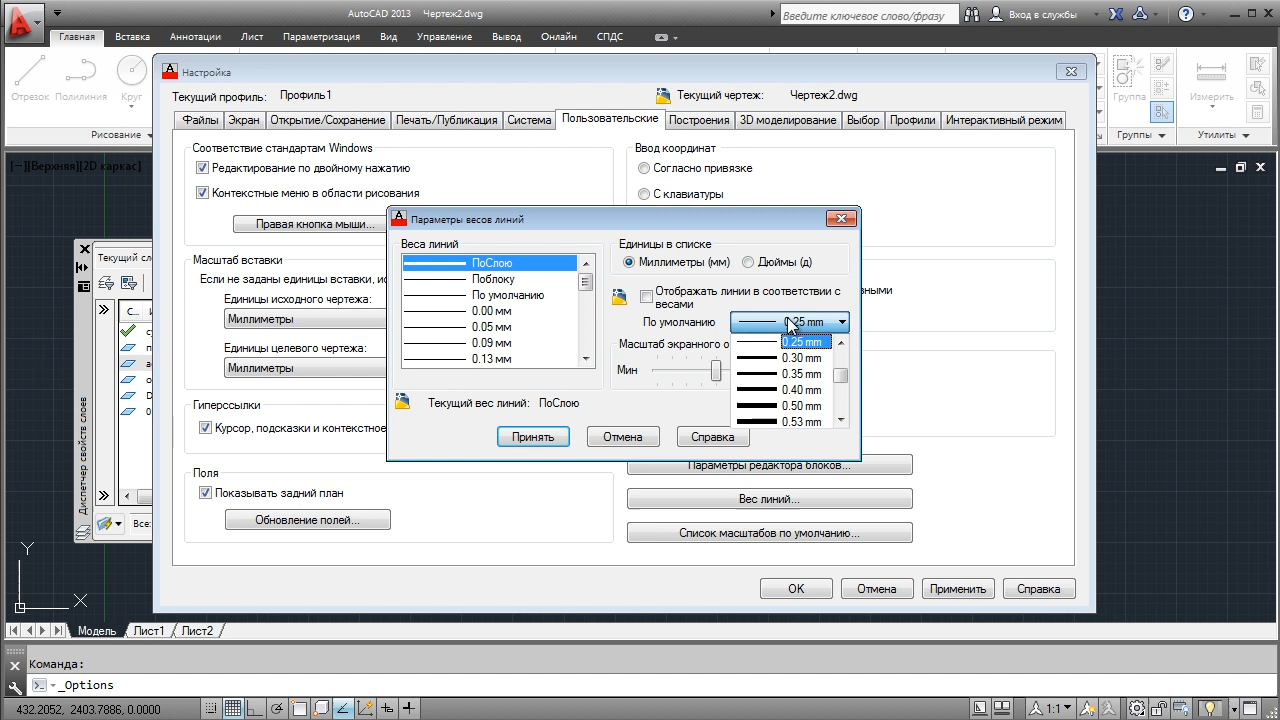 AutoCAD 2013 Чертеж2.dwg
Введите ключевое слово/фразу
Вход в службы
Главная Вставка Аннотации Лист Параметризация Вид Управление Вывод Онлайн СПДС
Отрезок Полилиния Круг
Рисование
Группа
Группы
Измерить
Утилиты
[−][Верхняя][2D каркас]
Настройка
Текущий профиль: Профиль1
Текущий чертеж: Чертеж2.dwg
Файлы Экран Открытие/Сохранение Печать/Публикация Система Пользовательские Построения 3D моделирование Выбор Профили Интерактивный режим
Соответствие стандартам Windows
Редактирование по двойному нажатию
Контекстные меню в области рисования
Правая кнопка мыши...
Масштаб вставки
Если не заданы единицы вставки,
Единицы исходного чертежа:
Миллиметры
Единицы целевого чертежа:
Миллиметры
Гиперссылки
Курсор, подсказки и контекстное
Поля
Показывать задний план
Обновление полей...
Ввод координат
Согласно привязке
С клавиатуры
Параметры редактора блоков...
Вес линий...
Список масштабов по умолчанию...
OK Отмена Применить Справка
Параметры весов линий
Веса линий
ПоСлою
Поблоку
По умолчанию
0.00 мм
0.05 мм
0.09 мм
0.13 мм
Единицы в списке
Миллиметры (мм) Дюймы (д)
Отображать линии в соответствии с
весами
По умолчанию 0.25 mm
0.25 mm
0.30 mm
0.35 mm
0.40 mm
0.50 mm
0.53 mm
Масштаб экранного о
Мин
Текущий вес линий: ПоСлою
Принять Отмена Справка
Текущий сло
С...
Все:
Диспетчер свойств слоев
Y
X
Модель Лист1 Лист2
Команда:
_Options
432.2052, 2403.7886, 0.0000
1:1